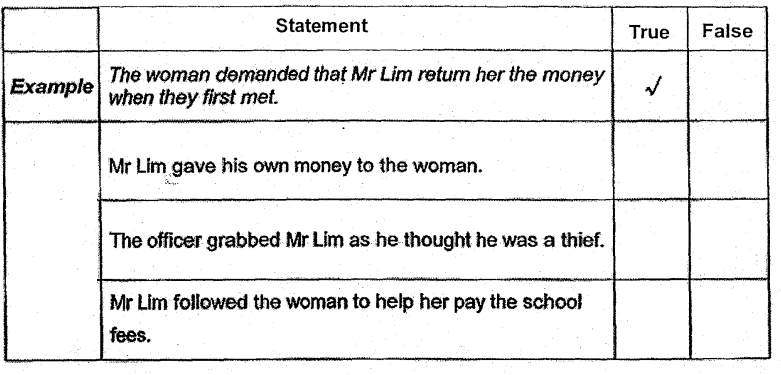 Statement
True
False
Example
The woman demanded that Mr Lim return her the money
when they first met.
√
Mr Lim gave his own money to the woman.
The officer grabbed Mr Lim as he thought he was a thief.
Mr Lim followed the woman to help her pay the school
fees.